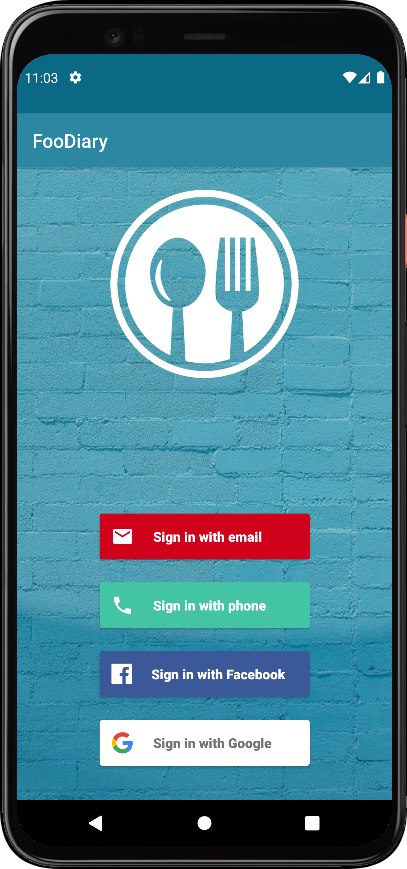 11:03
FooDiary
Sign in with email
Sign in with phone
Sign in with Facebook
Sign in with Google